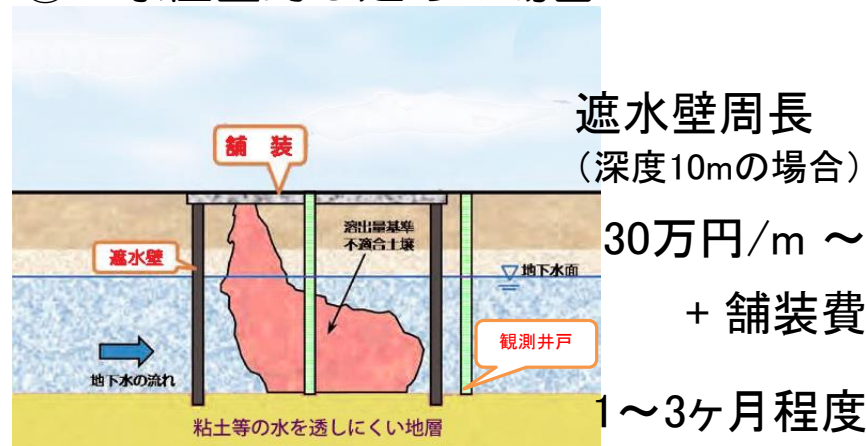 遮水壁周長
（深度10mの場合）
30万円/m ～
+ 舗装費
1～3ヶ月程度
舗　装
溶出量基準
不適合土壌
遮水壁
地下水面
観測井戸
地下水の流れ
粘土等の水を透しにくい地層